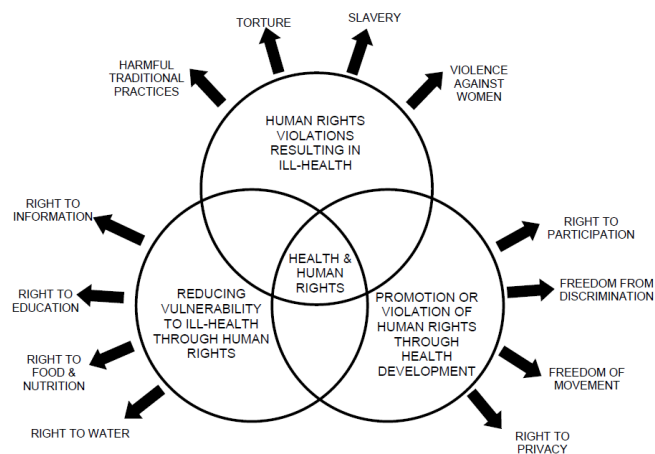 TORTURE
SLAVERY
HARMFUL
TRADITIONAL
PRACTICES
VIOLENCE
AGAINST
WOMEN
HUMAN RIGHTS
VIOLATIONS
RESULTING IN
ILL-HEALTH
RIGHT TO
INFORMATION
RIGHT TO
PARTICIPATION
HEALTH &
HUMAN
RIGHTS
RIGHT TO
EDUCATION
REDUCING
VULNERABILITY
TO ILL-HEALTH
THROUGH HUMAN
RIGHTS
PROMOTION OR
VIOLATION OF
HUMAN RIGHTS
THROUGH
HEALTH
DEVELOPMENT
FREEDOM FROM
DISCRIMINATION
RIGHT TO
FOOD &
NUTRITION
FREEDOM OF
MOVEMENT
RIGHT TO WATER
RIGHT TO
PRIVACY